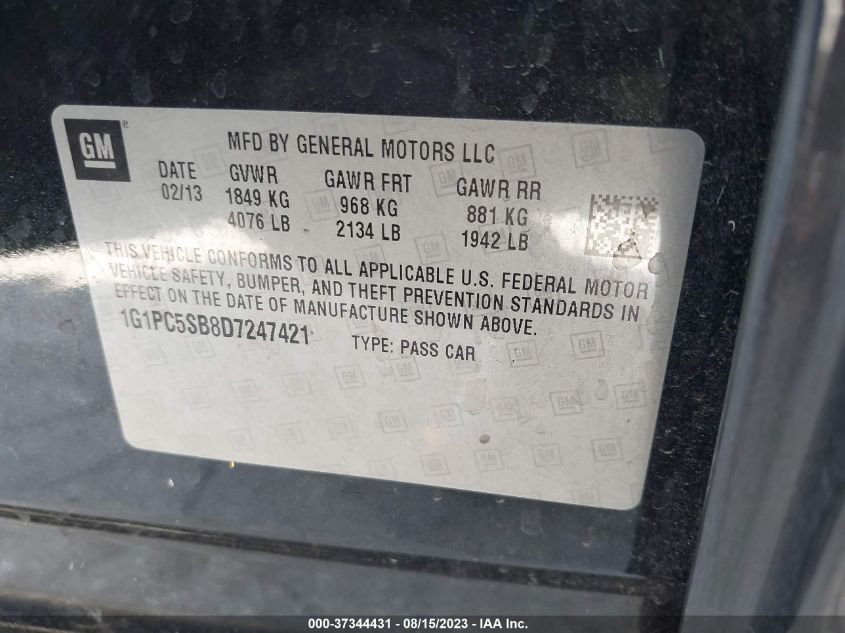 GM®
MFD BY GENERAL MOTORS LLC
DATE GVWR GAWR FRT GAWR RR
02/13 1849 KG 968 KG 881 KG
4076 LB 2134 LB 1942 LB
THIS VEHICLE CONFORMS TO ALL APPLICABLE U.S. FEDERAL MOTOR
VEHICLE SAFETY, BUMPER, AND THEFT PREVENTION STANDARDS IN
EFFECT ON THE DATE OF MANUFACTURE SHOWN ABOVE.
1G1PC5SB8D7247421 TYPE: PASS CAR
000-37344431 - 08/15/2023 - IAA Inc.